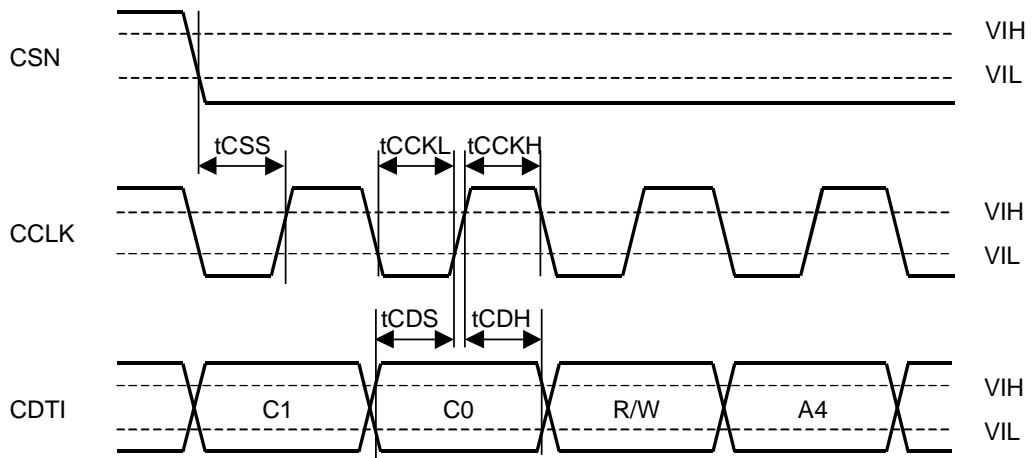 CSN
VIH
VIL
tCSS
tCCKL
tCCKH
CCLK
VIH
VIL
tCDS
tCDH
CDTI
C1
C0
R/W
A4
VIH
VIL